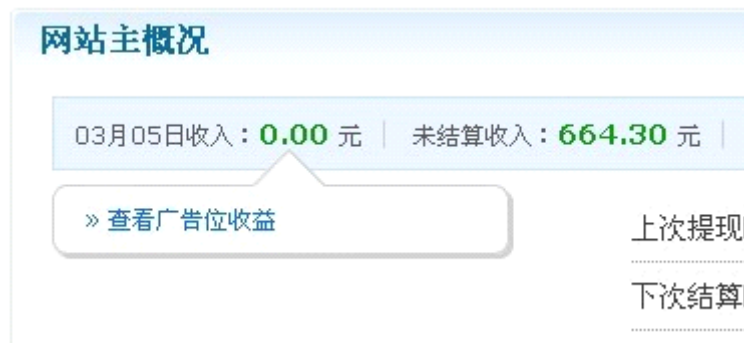 网站主概况
03月05日收入：0.00 元 未结算收入：664.30 元
» 查看广告位收益
上次提现
下次结算